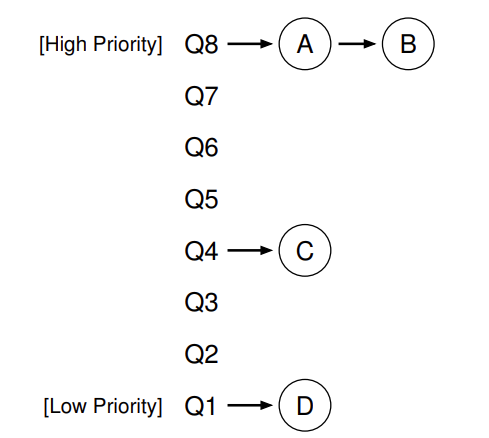 [High Priority] Q8 A B
Q7
Q6
Q5
Q4 C
Q3
Q2
[Low Priority] Q1 D